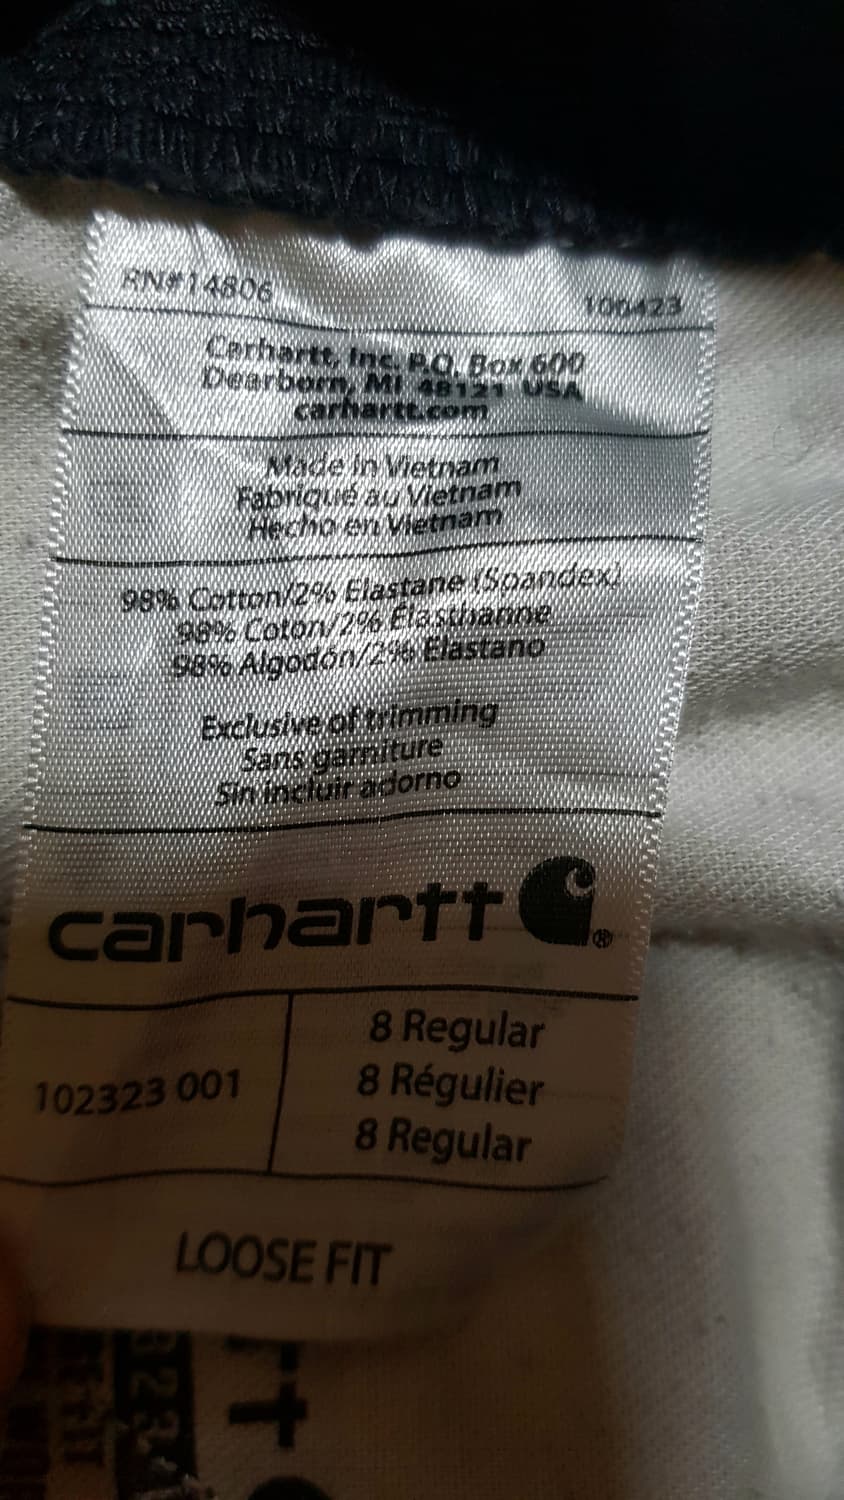 RN#14806 100423
Carhartt, Inc. P.O. Box 600
Dearborn, MI 48121 USA
carhartt.com
Made in Vietnam
Fabriqué au Vietnam
Hecho en Vietnam
98% Cotton/2% Elastane (Spandex)
98% Coton/2% Élasthanne
98% Algodón/2% Elastano
Exclusive of trimming
Sans garniture
Sin incluir adorno
carhartt ®
8 Regular
102323 001 8 Régulier
8 Regular
LOOSE FIT